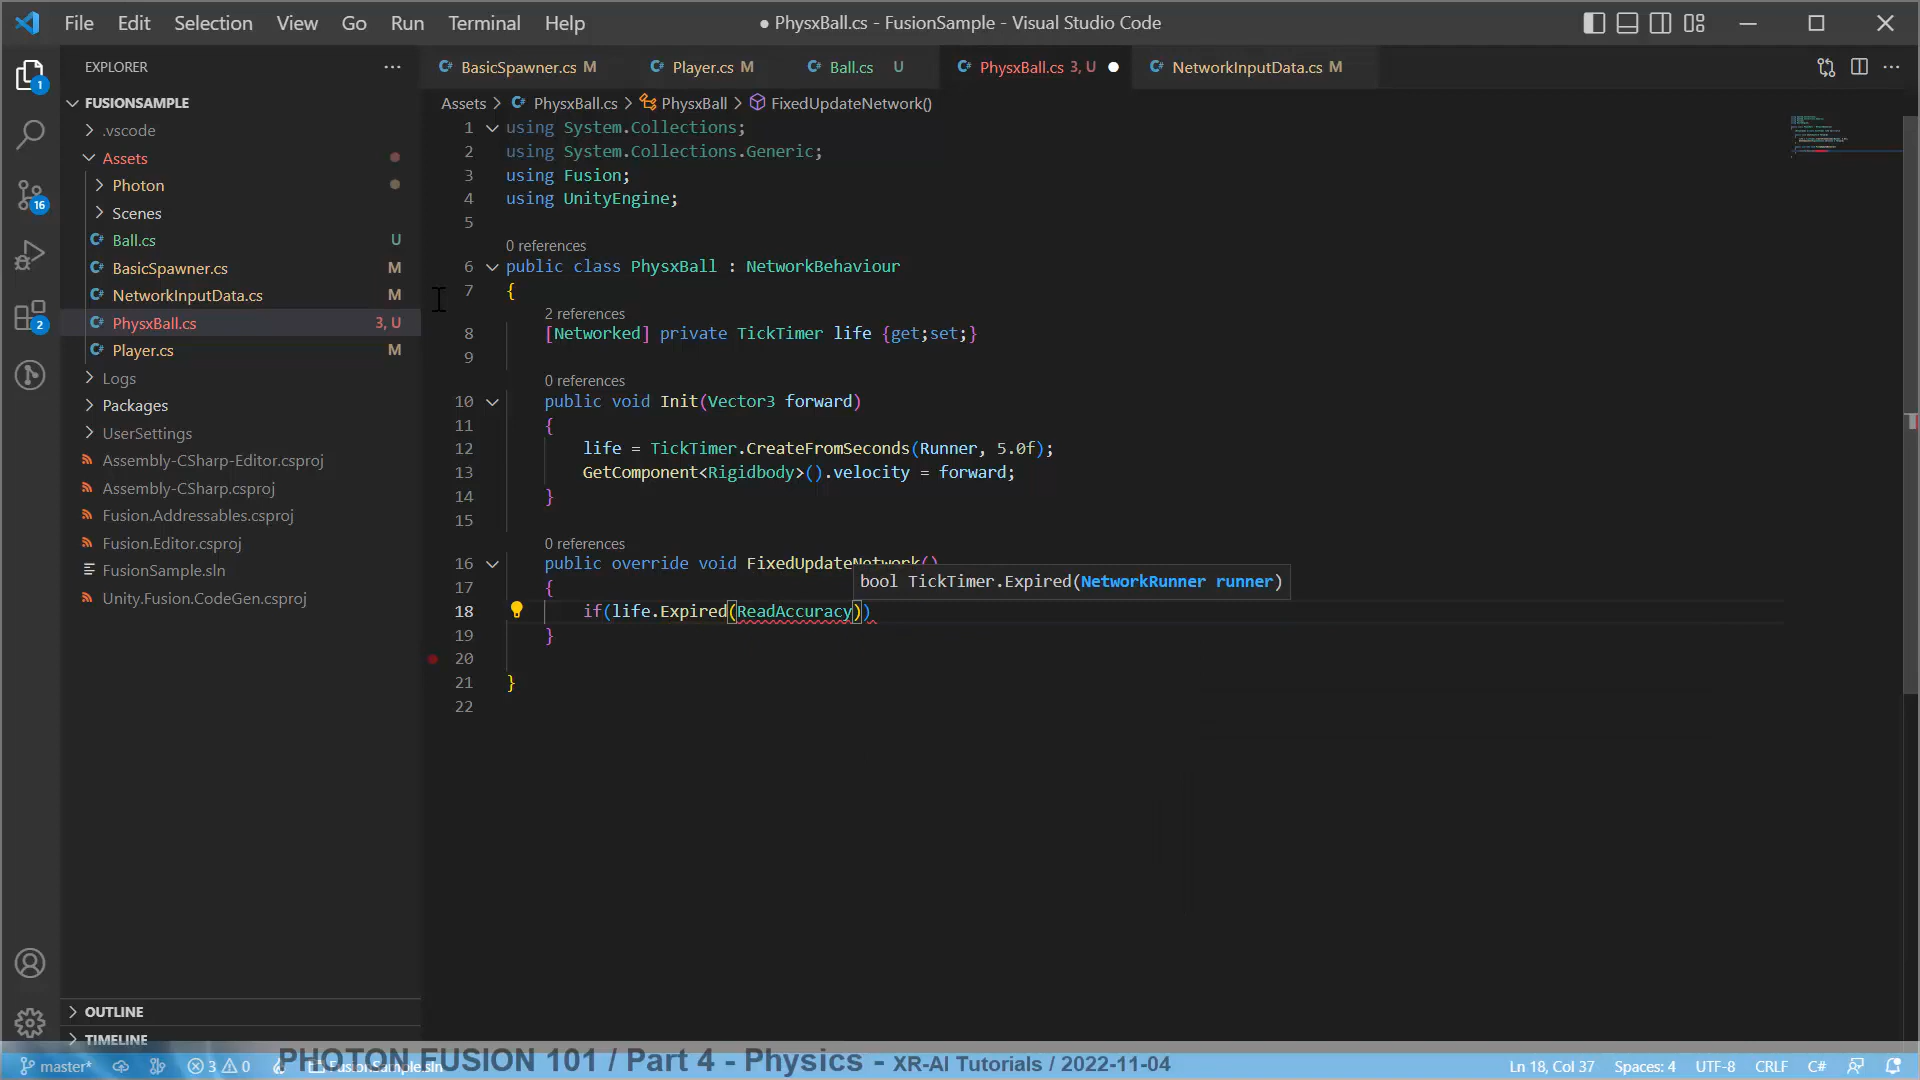 File Edit Selection View Go Run Terminal Help
● PhysxBall.cs - FusionSample - Visual Studio Code
EXPLORER
BasicSpawner.cs M
Player.cs M
Ball.cs U
PhysxBall.cs 3, U
NetworkInputData.cs M
Assets > PhysxBall.cs > PhysxBall > FixedUpdateNetwork()
FUSIONSAMPLE
.vscode
Assets
Photon
Scenes
Ball.cs U
BasicSpawner.cs M
NetworkInputData.cs M
PhysxBall.cs 3, U
Player.cs M
Logs
Packages
UserSettings
Assembly-CSharp-Editor.csproj
Assembly-CSharp.csproj
Fusion.Addressables.csproj
Fusion.Editor.csproj
FusionSample.sln
Unity.Fusion.CodeGen.csproj
OUTLINE
TIMELINE
1
16
2
1 using System.Collections;
2 using System.Collections.Generic;
3 using Fusion;
4 using UnityEngine;
5
0 references
6 public class PhysxBall : NetworkBehaviour
7 {
2 references
8 [Networked] private TickTimer life {get;set;}
9
0 references
10 public void Init(Vector3 forward)
11 {
12 life = TickTimer.CreateFromSeconds(Runner, 5.0f);
13 GetComponent<Rigidbody>().velocity = forward;
14 }
15
0 references
16 public override void FixedUpdateNetwork()
bool TickTimer.Expired(NetworkRunner runner)
17 {
18 if(life.Expired(ReadAccuracy))
19 }
20
21 }
22
master* 3 0 FusionSample.sln
PHOTON FUSION 101 / Part 4 - Physics - XR-AI Tutorials / 2022-11-04
Ln 18, Col 37 Spaces: 4 UTF-8 CRLF C#